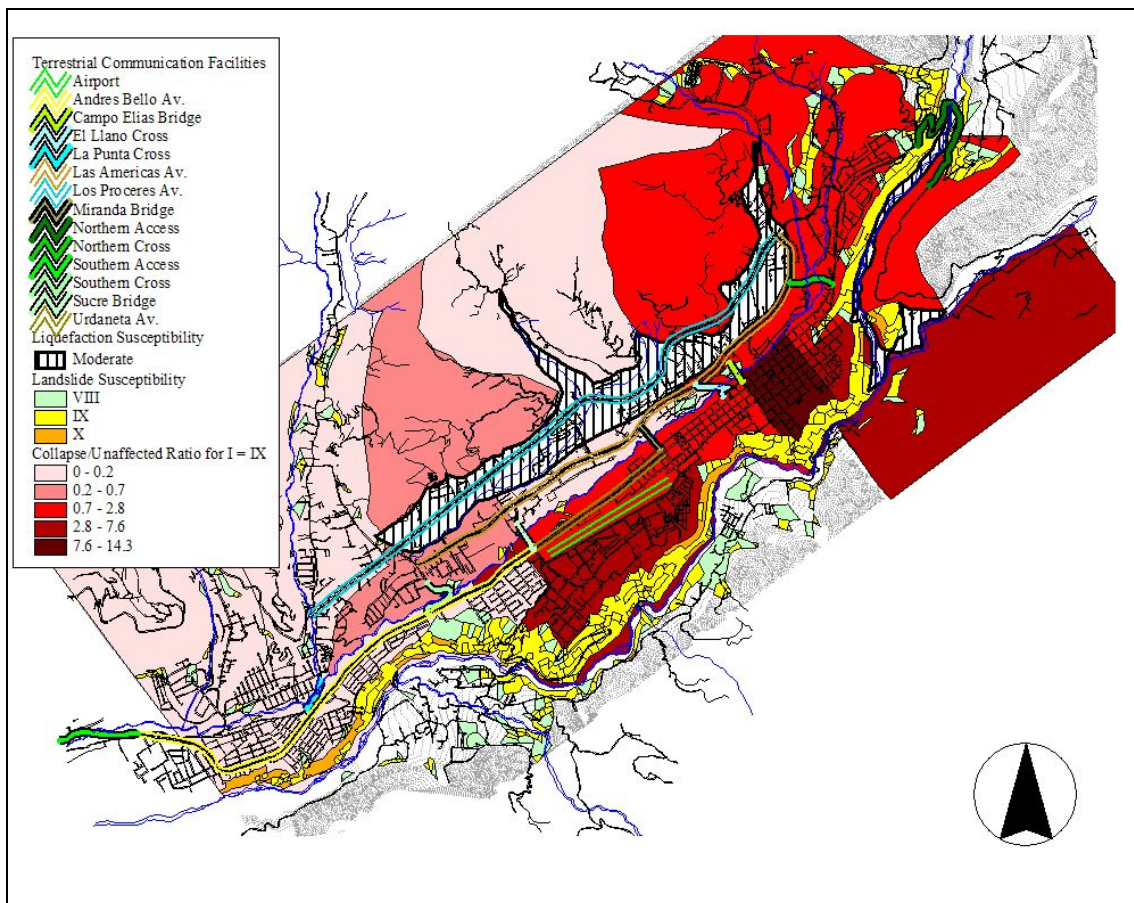 Terrestrial Communication Facilities
Airport
Andres Bello Av.
Campo Elias Bridge
El Llano Cross
La Punta Cross
Las Americas Av.
Los Proceres Av.
Miranda Bridge
Northern Access
Northern Cross
Southern Access
Southern Cross
Sucre Bridge
Urdaneta Av.
Liquefaction Susceptibility
Moderate
Landslide Susceptibility
VIII
IX
X
Collapse/Unaffected Ratio for I = IX
0 - 0.2
0.2 - 0.7
0.7 - 2.8
2.8 - 7.6
7.6 - 14.3